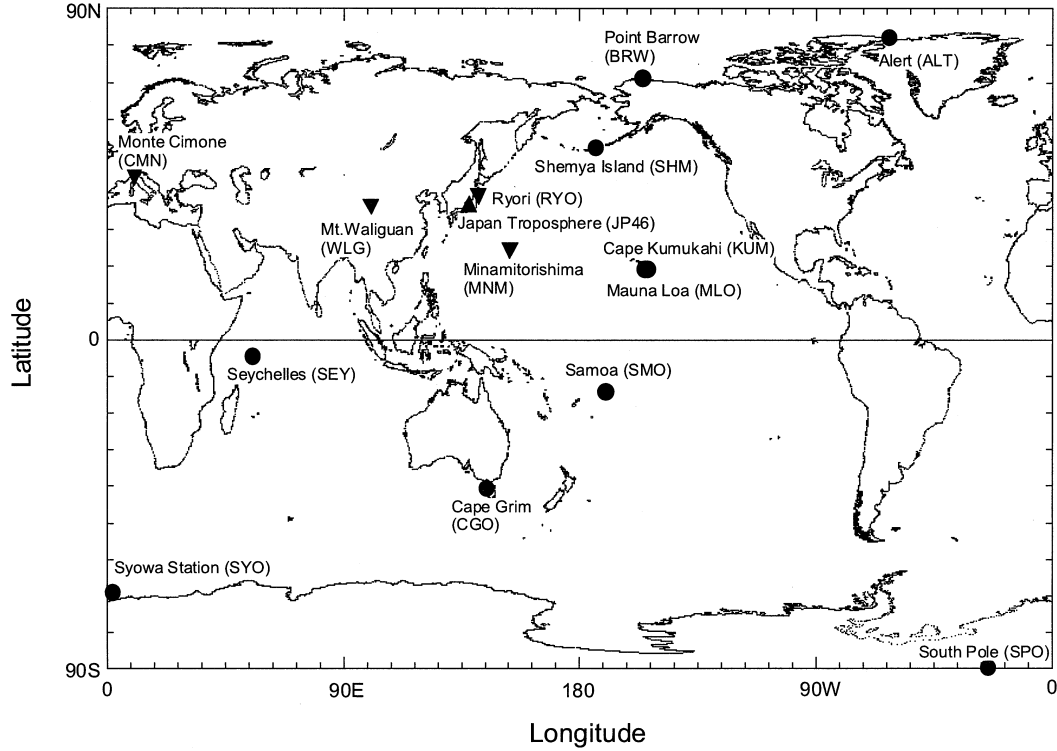 90N
Point Barrow
(BRW)
Alert (ALT)
Monte Cimone
(CMN)
Shemya Island (SHM)
Ryori (RYO)
Japan Troposphere (JP46)
Mt.Waliguan
(WLG)
Cape Kumukahi (KUM)
Minamitorishima
(MNM)
Mauna Loa (MLO)
Latitude
0
Seychelles (SEY)
Samoa (SMO)
Cape Grim
(CGO)
Syowa Station (SYO)
South Pole (SPO)
90S
0
90E
180
90W
0
Longitude